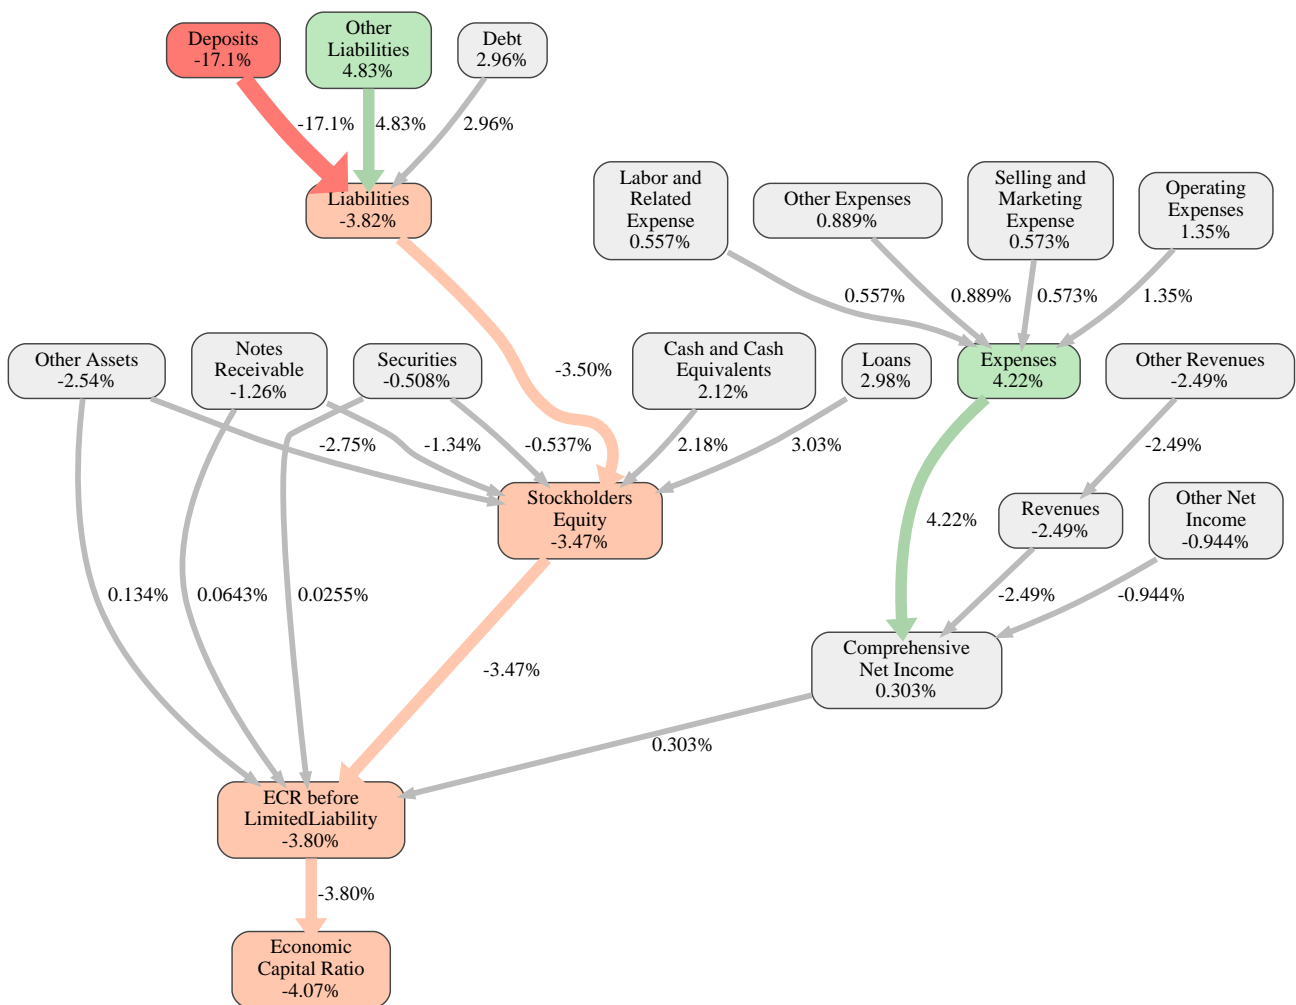 Deposits
-17.1%
Other
Liabilities
4.83%
Debt
2.96%
-17.1%
4.83%
2.96%
Liabilities
-3.82%
Labor and
Related
Expense
0.557%
Other Expenses
0.889%
Selling and
Marketing
Expense
0.573%
Operating
Expenses
1.35%
0.557%
0.889%
0.573%
1.35%
-3.50%
Other Assets
-2.54%
Notes
Receivable
-1.26%
Securities
-0.508%
Cash and Cash
Equivalents
2.12%
Loans
2.98%
Expenses
4.22%
Other Revenues
-2.49%
-2.75%
-1.34%
-0.537%
2.18%
3.03%
-2.49%
Stockholders
Equity
-3.47%
4.22%
Revenues
-2.49%
Other Net
Income
-0.944%
0.134%
0.0643%
0.0255%
-2.49%
-0.944%
-3.47%
Comprehensive
Net Income
0.303%
0.303%
ECR before
LimitedLiability
-3.80%
-3.80%
Economic
Capital Ratio
-4.07%